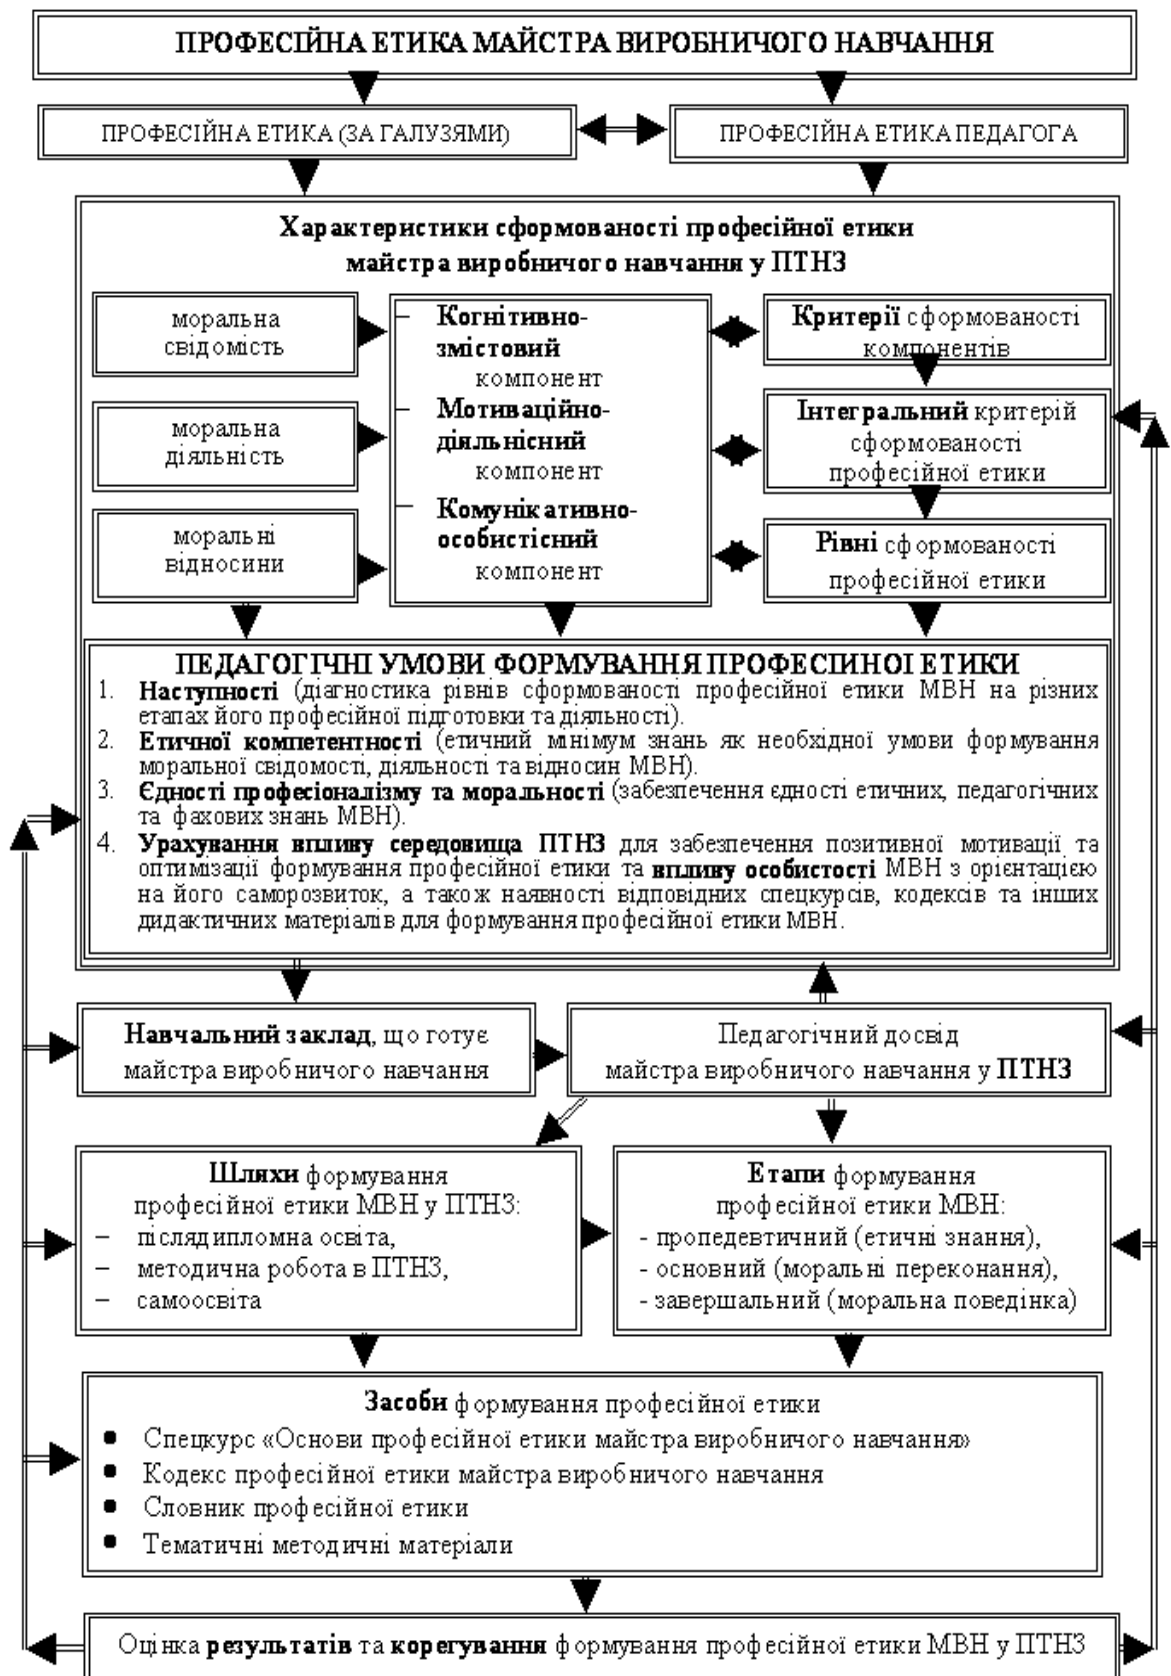 ПРОФЕСІЙНА ЕТИКА МАЙСТРА ВИРОБНИЧОГО НАВЧАННЯ
ПРОФЕСІЙНА ЕТИКА (ЗА ГАЛУЗЯМИ)
ПРОФЕСІЙНА ЕТИКА ПЕДАГОГА
Характеристики сформованості професійної етики
майстра виробничого навчання у ПТНЗ
моральна
свідомість
моральна
діяльність
моральні
відносини
– Когнітивно-
змістовий
компонент
– Мотиваційно-
діяльнісний
компонент
– Комунікативно-
особистісний
компонент
Критерії сформованості
компонентів
Інтегральний критерій
сформованості
професійної етики
Рівні сформованості
професійної етики
ПЕДАГОГІЧНІ УМОВИ ФОРМУВАННЯ ПРОФЕСІЙНОЇ ЕТИКИ
1. Наступності (діагностика рівнів сформованості професійної етики МВН на різних
етапах його професійної підготовки та діяльності).
2. Етичної компетентності (етичний мінімум знань як необхідної умови формування
моральної свідомості, діяльності та відносин МВН).
3. Єдності професіоналізму та моральності (забезпечення єдності етичних, педагогічних
та фахових знань МВН).
4. Урахування впливу середовища ПТНЗ для забезпечення позитивної мотивації та
оптимізації формування професійної етики та впливу особистості МВН з орієнтацією
на його саморозвиток, а також наявності відповідних спецкурсів, кодексів та інших
дидактичних матеріалів для формування професійної етики МВН.
Навчальний заклад, що готує
майстра виробничого навчання
Педагогічний досвід
майстра виробничого навчання у ПТНЗ
Шляхи формування
професійної етики МВН у ПТНЗ:
– післядипломна освіта,
– методична робота в ПТНЗ,
– самоосвіта
Етапи формування
професійної етики МВН:
- пропедевтичний (етичні знання),
- основний (моральні переконання),
- завершальний (моральна поведінка)
Засоби формування професійної етики
• Спецкурс «Основи професійної етики майстра виробничого навчання»
• Кодекс професійної етики майстра виробничого навчання
• Словник професійної етики
• Тематичні методичні матеріали
Оцінка результатів та корегування формування професійної етики МВН у ПТНЗ